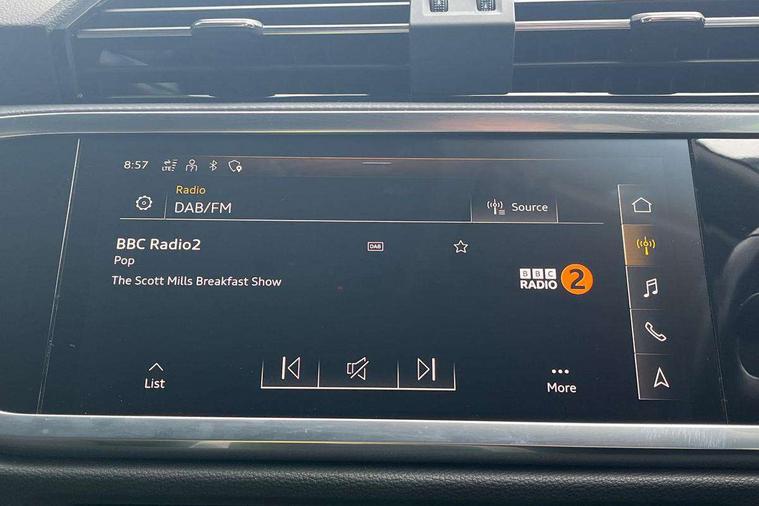 8:57 LTE
Radio
DAB/FM
Source
BBC Radio2
DAB
Pop
The Scott Mills Breakfast Show
BBC
RADIO 2
List
More